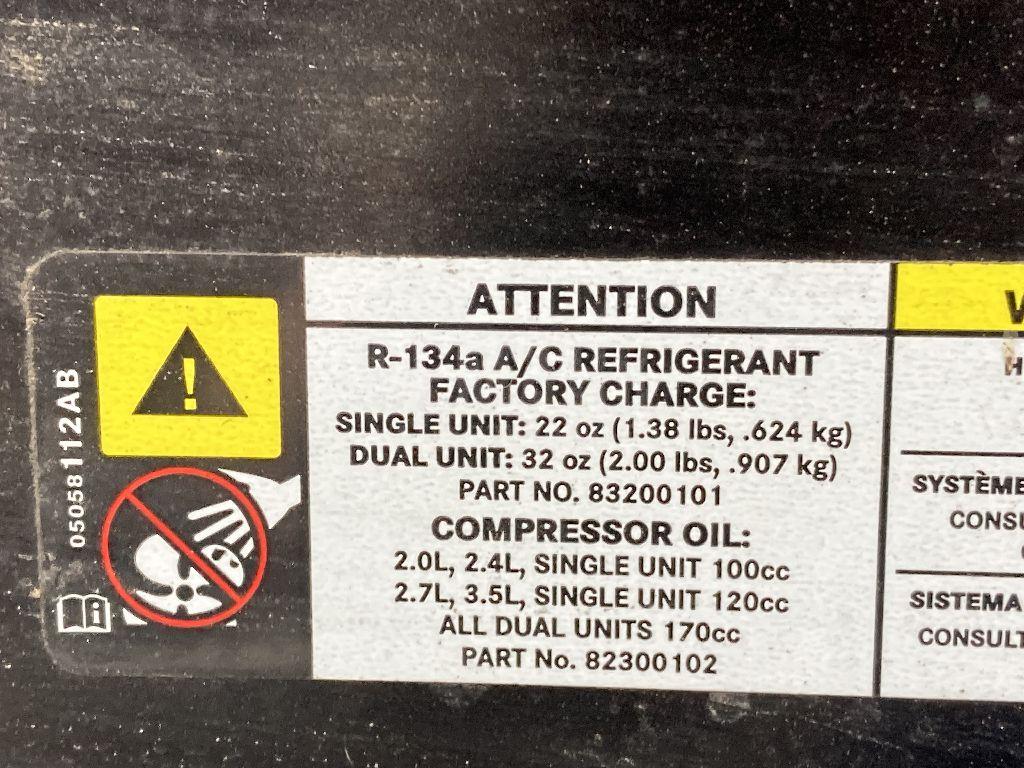 05058112AB
ATTENTION
R-134a A/C REFRIGERANT
FACTORY CHARGE:
SINGLE UNIT: 22 oz (1.38 lbs, .624 kg)
DUAL UNIT: 32 oz (2.00 lbs, .907 kg)
PART NO. 83200101
COMPRESSOR OIL:
2.0L, 2.4L, SINGLE UNIT 100cc
2.7L, 3.5L, SINGLE UNIT 120cc
ALL DUAL UNITS 170cc
PART No. 82300102
SYSTÈME
SISTEMA